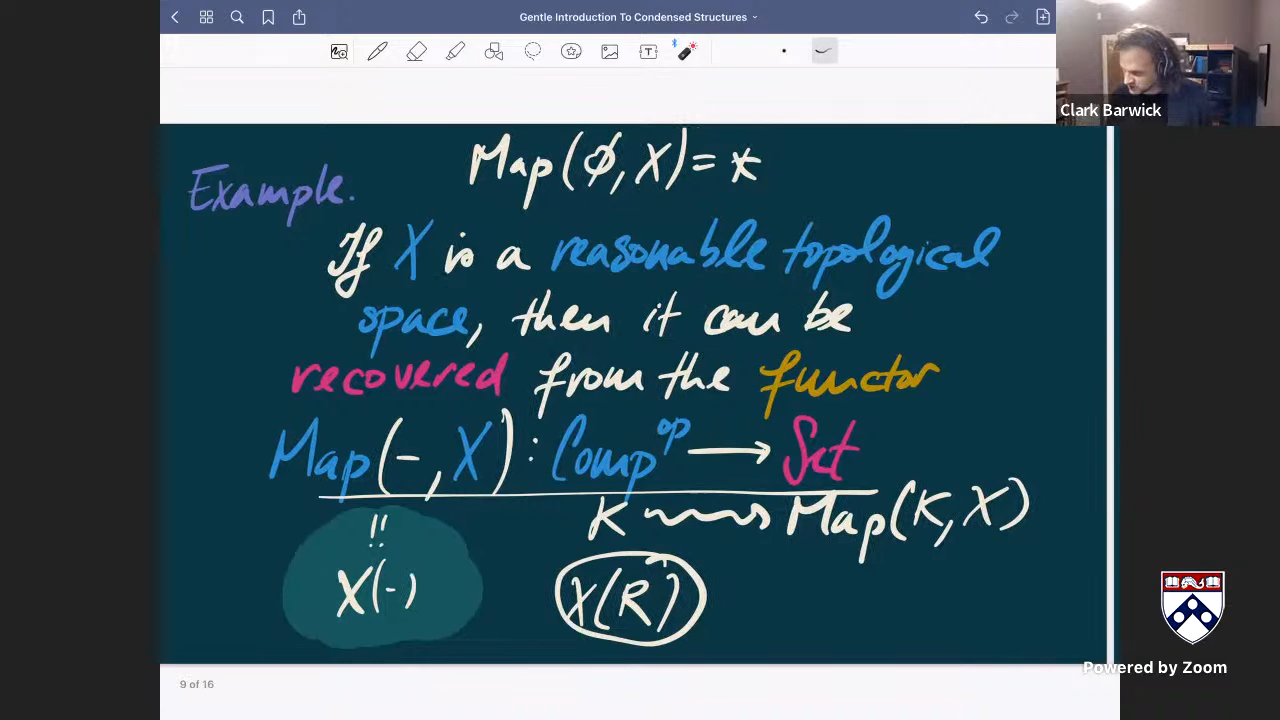 Gentle Introduction To Condensed Structures
Clark Barwick
Map(∅, X) = *
Example.
If X is a reasonable topological
space, then it can be
recovered from the functor
Map(-, X) : Comp^op → Set
K ⇝ Map(K, X)
!!
X(-)
X(R)
9 of 16
Powered by Zoom